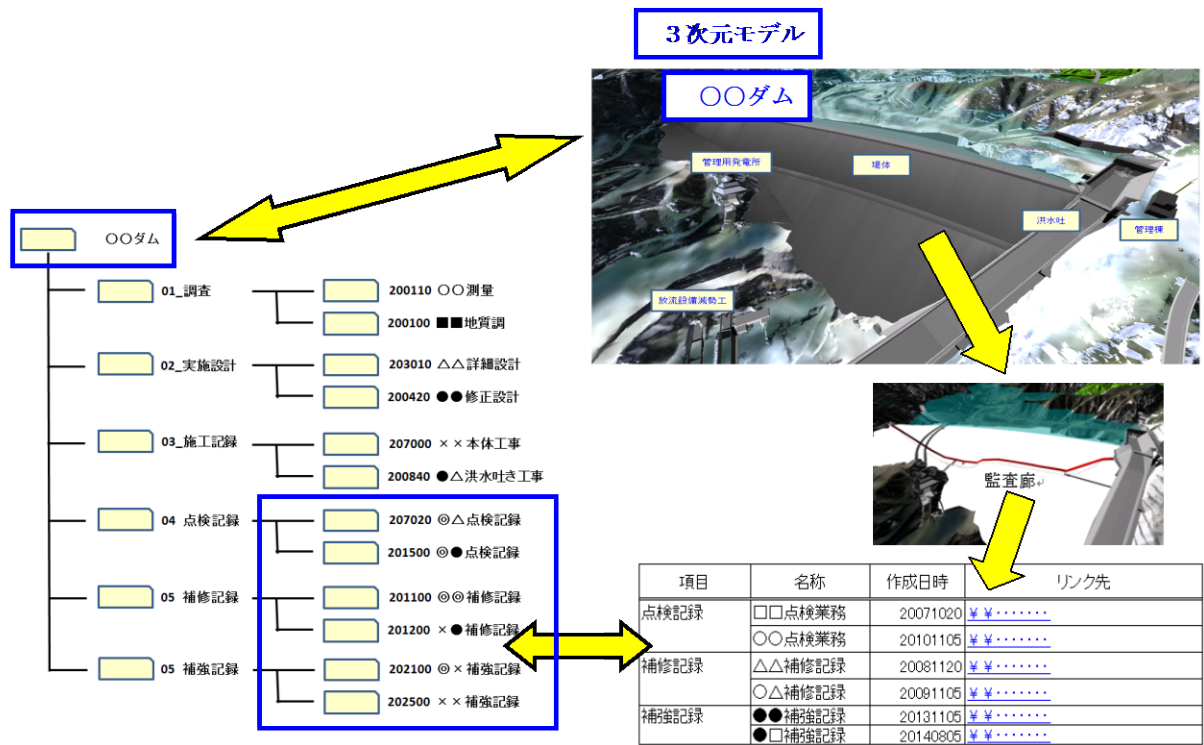 3次元モデル
〇〇ダム
管理用発電所
堤体
洪水吐
管理棟
放流設備減勢工
監査廊
〇〇ダム
01_調査
200110 〇〇測量
200100 ■■地質調
02_実施設計
203010 △△詳細設計
200420 ●●修正設計
03_施工記録
207000 ××本体工事
200840 ●△洪水吐き工事
04 点検記録
207020 ◎△点検記録
201500 ◎●点検記録
05 補修記録
201100 ◎◎補修記録
201200 ×●補修記録
05 補強記録
202100 ◎×補強記録
202500 ××補強記録
項目 名称 作成日時 リンク先
点検記録 □□点検業務 20071020 ¥¥・・・・・・・
〇〇点検業務 20101105 ¥¥・・・・・・・
補修記録 △△補修記録 20081120 ¥¥・・・・・・・
〇△補修記録 20091105 ¥¥・・・・・・・
補強記録 ●●補強記録 20131105 ¥¥・・・・・・・
●□補強記録 20140805 ¥¥・・・・・・・